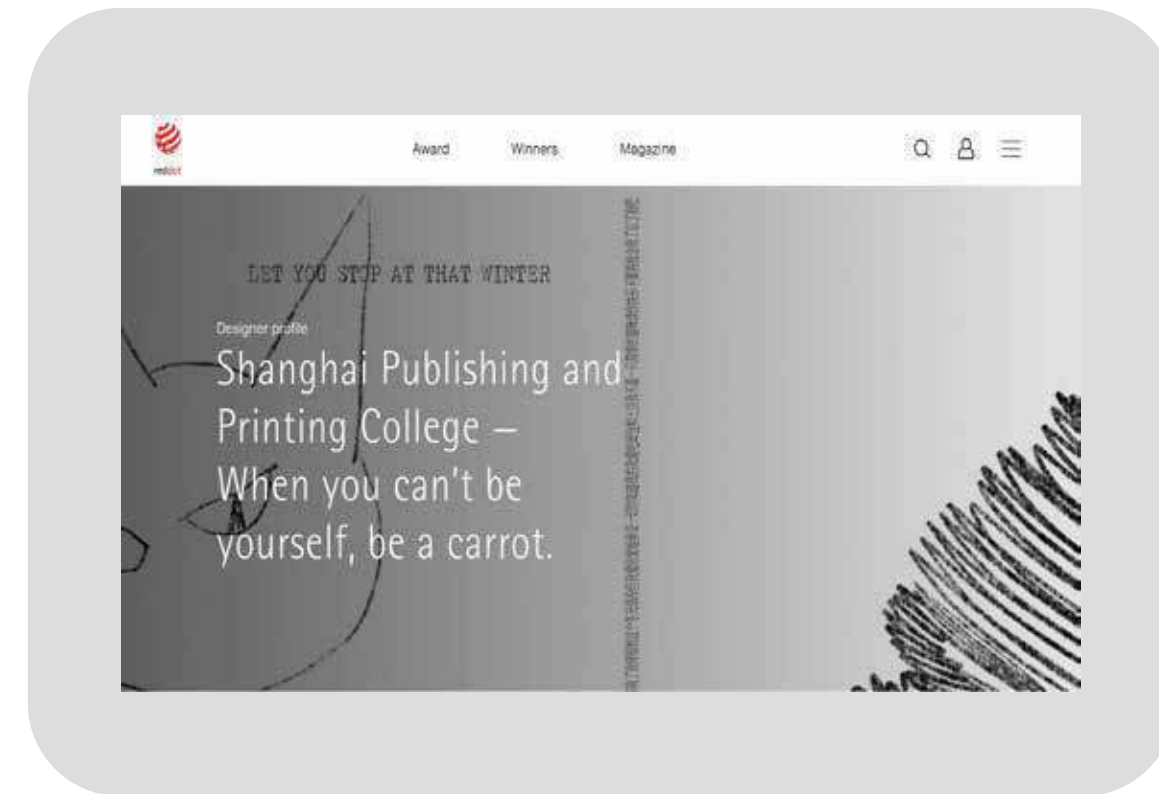 reddot
Award
Winners
Magazine
LET YOU STOP AT THAT WINTER
Designer profile
Shanghai Publishing and
Printing College –
When you can't be
yourself, be a carrot.